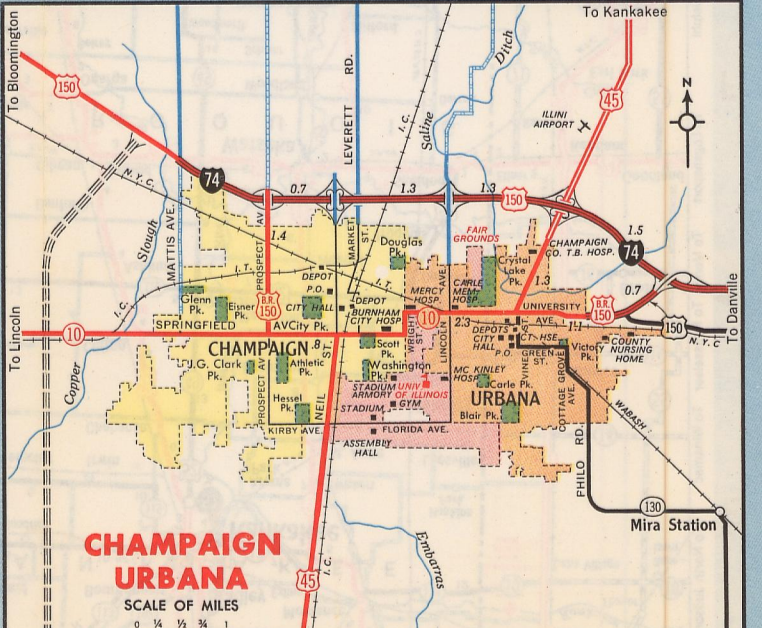 To Kankakee
To Bloomington
150
45
N
ILLINI
AIRPORT
Ditch
Saline
I.C.
LEVERETT RD.
N.Y.C.
74
0.7
1.3
1.3
150
1.5
74
Slough
MATTIS AVE.
PROSPECT AV.
1.4
MARKET ST.
Douglas
Pk.
FAIR
GROUNDS
Crystal
Lake
Pk.
CHAMPAIGN
CO. T.B. HOSP.
1.3
0.7
I.T.
I.T.
DEPOT
P.O.
DEPOT
MERCY
HOSP.
CARLE
MEM.
HOSP.
AVE.
UNIVERSITY
AVE.
B.R.
150
B.R.
150
150
N.Y.C.
To Danville
I.C.
Glenn
Pk.
Eisner
Pk.
CITY HALL
BURNHAM
CITY HOSP
SPRINGFIELD
AV
City Pk.
To Lincoln
10
10
2.3
DEPOTS
CITY
HALL
P.O.
ST.
CT. HSE.
1.1
GREEN ST.
Victory
Pk.
COUNTY
NURSING
HOME
CHAMPAIGN
.8
Scott
Pk.
WRIGHT ST.
LINCOLN
VINE ST.
J.G. Clark
Pk.
Athletic
Pk.
Washington
Pk.
MC KINLEY
HOSP
Carle Pk.
COTTAGE GROVE AVE.
Copper
PROSPECT AV
NEIL ST.
STADIUM
ARMORY
UNIV
OF ILLINOIS
GYM
URBANA
Hessel
Pk.
STADIUM
Blair Pk.
WABASH
KIRBY AVE.
FLORIDA AVE.
ASSEMBLY
HALL
PHILO RD.
130
Mira Station
Embarras
CHAMPAIGN
URBANA
45
I.C.
SCALE OF MILES
0 ¼ ½ ¾ 1